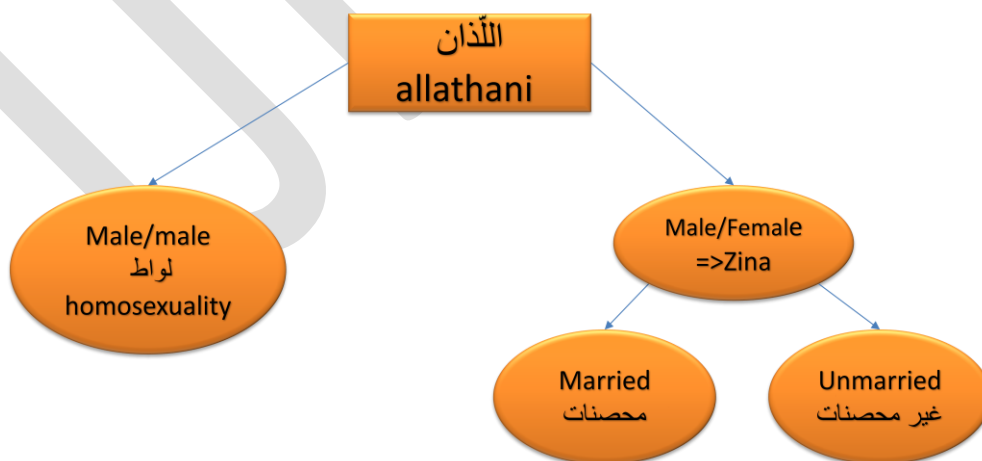 اللّذان
allathani
Male/male
لواط
homosexuality
Male/Female
=>Zina
Married
محصنات
Unmarried
غير محصنات